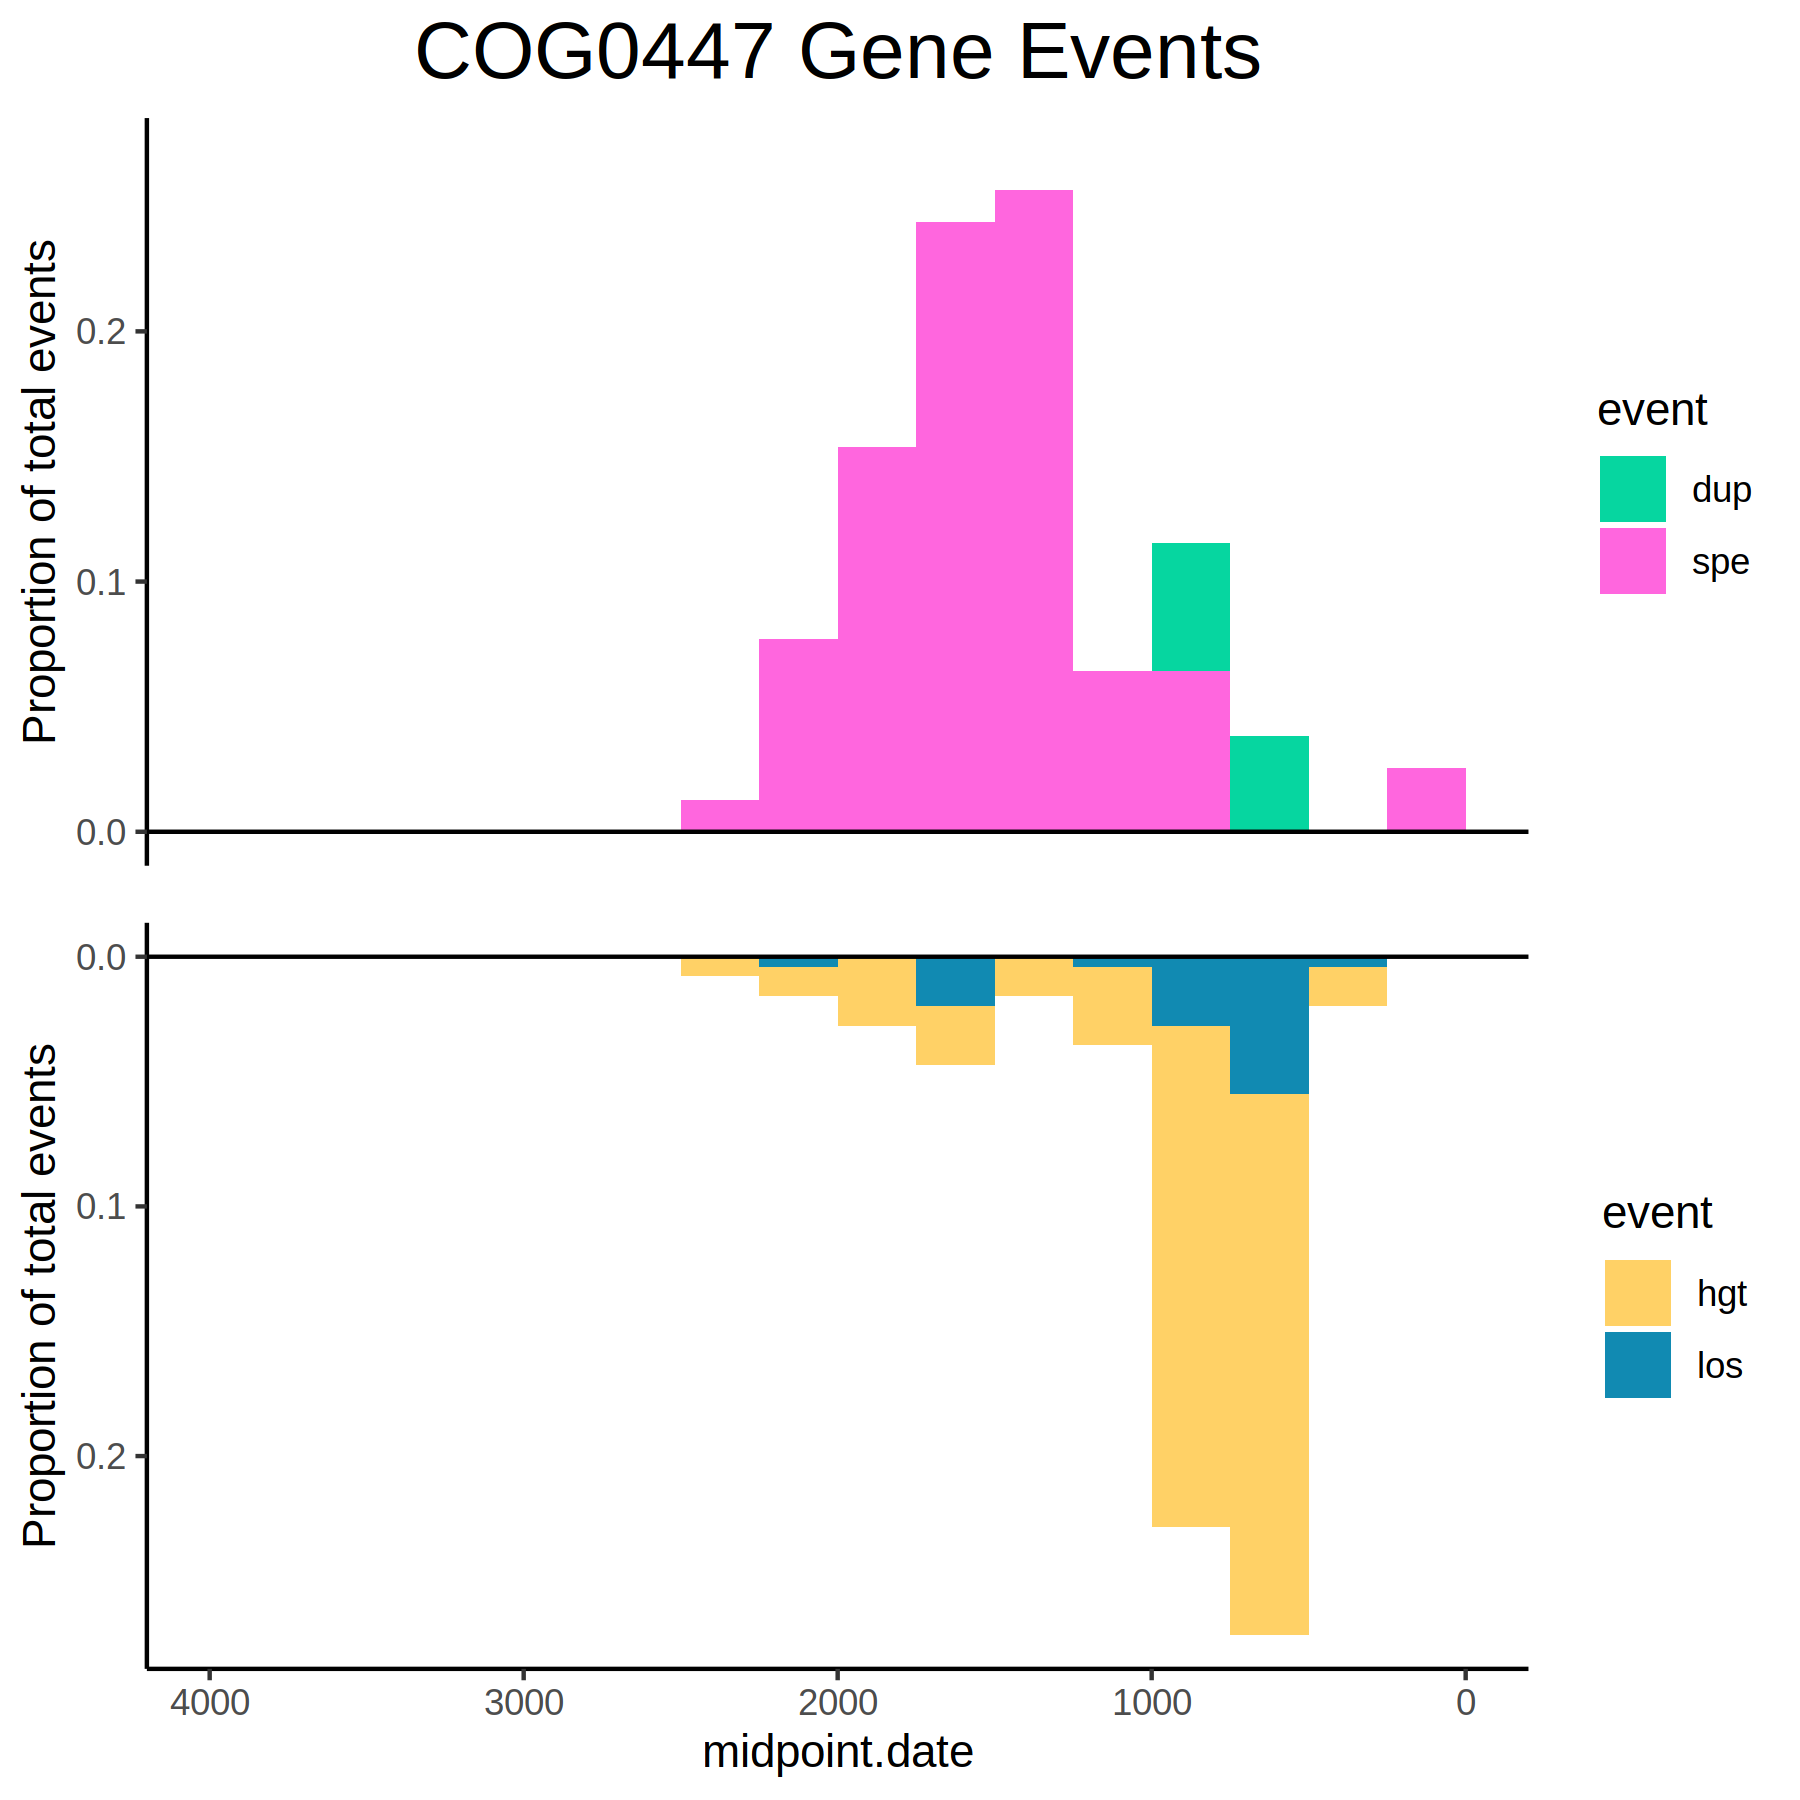 COG0447 Gene Events
Proportion of total events
0.2
0.1
0.0
event
dup
spe
Proportion of total events
0.0
0.1
0.2
event
hgt
los
4000 3000 2000 1000 0
midpoint.date